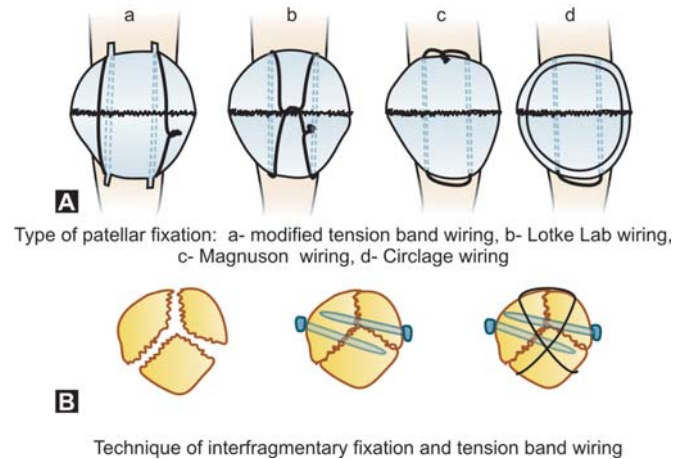 a b c d
A
Type of patellar fixation: a- modified tension band wiring, b- Lotke Lab wiring,
c- Magnuson wiring, d- Circlage wiring
B
Technique of interfragmentary fixation and tension band wiring